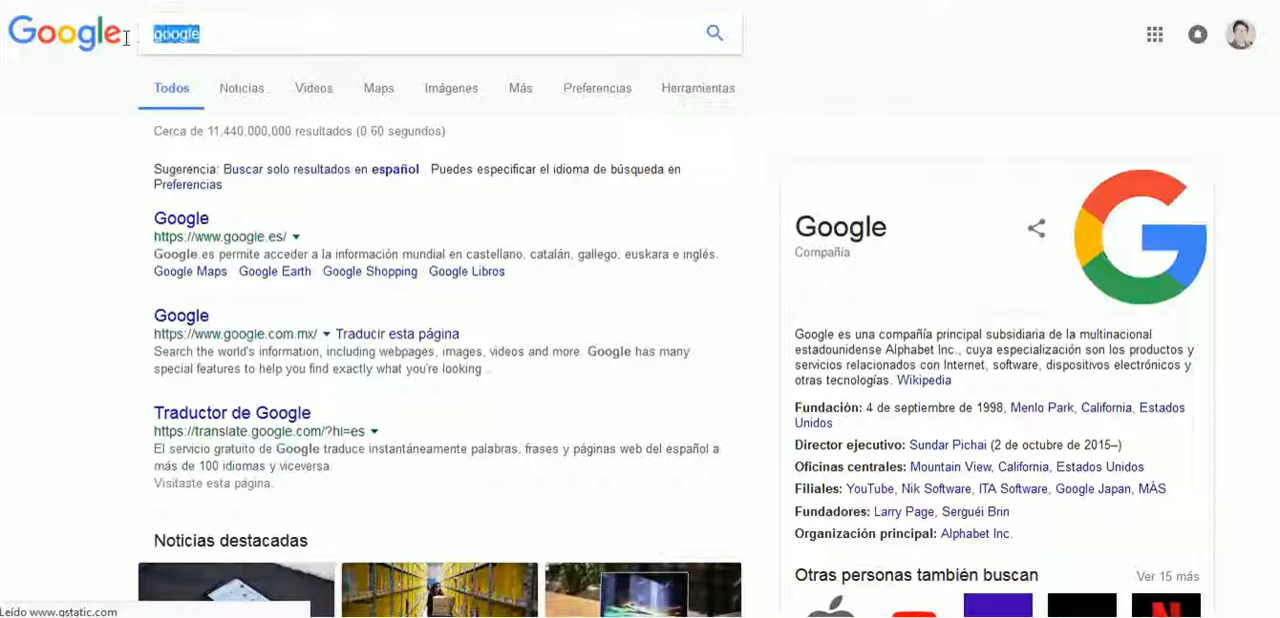 Google
google
Todos Noticias Videos Maps Imágenes Más Preferencias Herramientas
Cerca de 11,440,000,000 resultados (0.60 segundos)
Sugerencia: Buscar solo resultados en español . Puedes especificar el idioma de búsqueda en
Preferencias
Google
https://www.google.es/
Google.es permite acceder a la información mundial en castellano, catalán, gallego, euskara e inglés.
Google Maps Google Earth · Google Shopping · Google Libros
Google
https://www.google.com.mx/ Traducir esta página
Search the world's information, including webpages, images, videos and more. Google has many
special features to help you find exactly what you're looking ...
Traductor de Google
https://translate.google.com/?hl=es
El servicio gratuito de Google traduce instantáneamente palabras, frases y páginas web del español a
más de 100 idiomas y viceversa.
Visitaste esta página.
Noticias destacadas
Leído www.gstatic.com
Google
Compañía
G
Google es una compañía principal subsidiaria de la multinacional
estadounidense Alphabet Inc., cuya especialización son los productos y
servicios relacionados con Internet, software, dispositivos electrónicos y
otras tecnologías. Wikipedia
Fundación: 4 de septiembre de 1998, Menlo Park, California, Estados
Unidos
Director ejecutivo: Sundar Pichai (2 de octubre de 2015–)
Oficinas centrales: Mountain View, California, Estados Unidos
Filiales: YouTube, Nik Software, ITA Software, Google Japan, MÁS
Fundadores: Larry Page, Serguéi Brin
Organización principal: Alphabet Inc.
Otras personas también buscan Ver 15 más
N